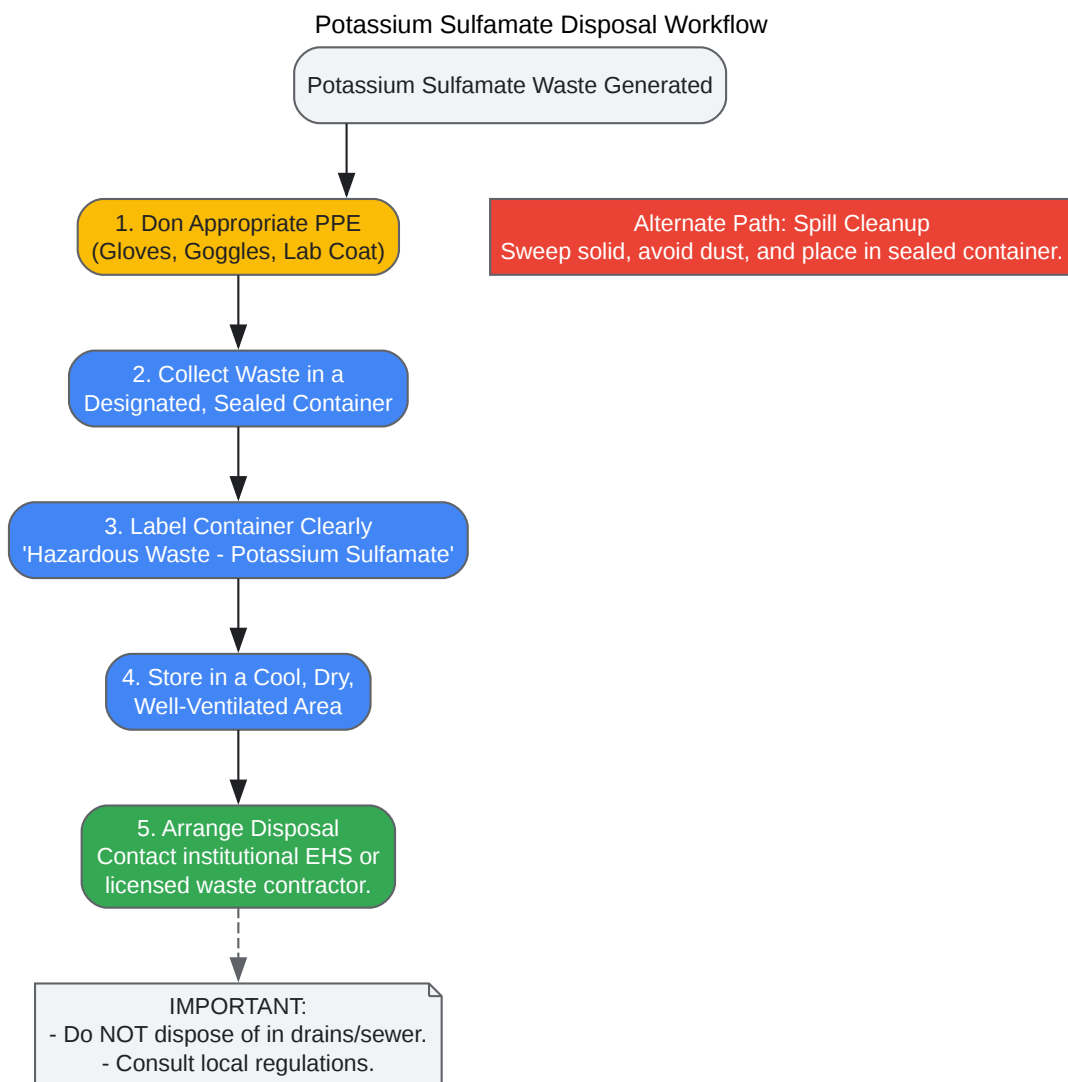 Potassium Sulfamate Disposal Workflow
Potassium Sulfamate Waste Generated
1. Don Appropriate PPE
(Gloves, Goggles, Lab Coat)
Alternate Path: Spill Cleanup
Sweep solid, avoid dust, and place in sealed container.
2. Collect Waste in a
Designated, Sealed Container
3. Label Container Clearly
'Hazardous Waste - Potassium Sulfamate'
4. Store in a Cool, Dry,
Well-Ventilated Area
5. Arrange Disposal
Contact institutional EHS or
licensed waste contractor.
IMPORTANT:
- Do NOT dispose of in drains/sewer.
- Consult local regulations.